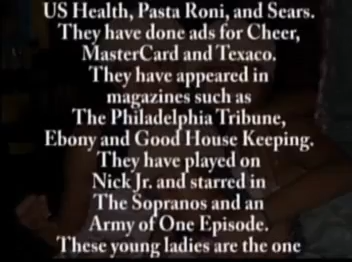 US Health, Pasta Roni, and Sears.
They have done ads for Cheer,
MasterCard and Texaco.
They have appeared in
magazines such as
The Philadelphia Tribune,
Ebony and Good House Keeping.
They have played on
Nick Jr. and starred in
The Sopranos and an
Army of One Episode.
These young ladies are the one